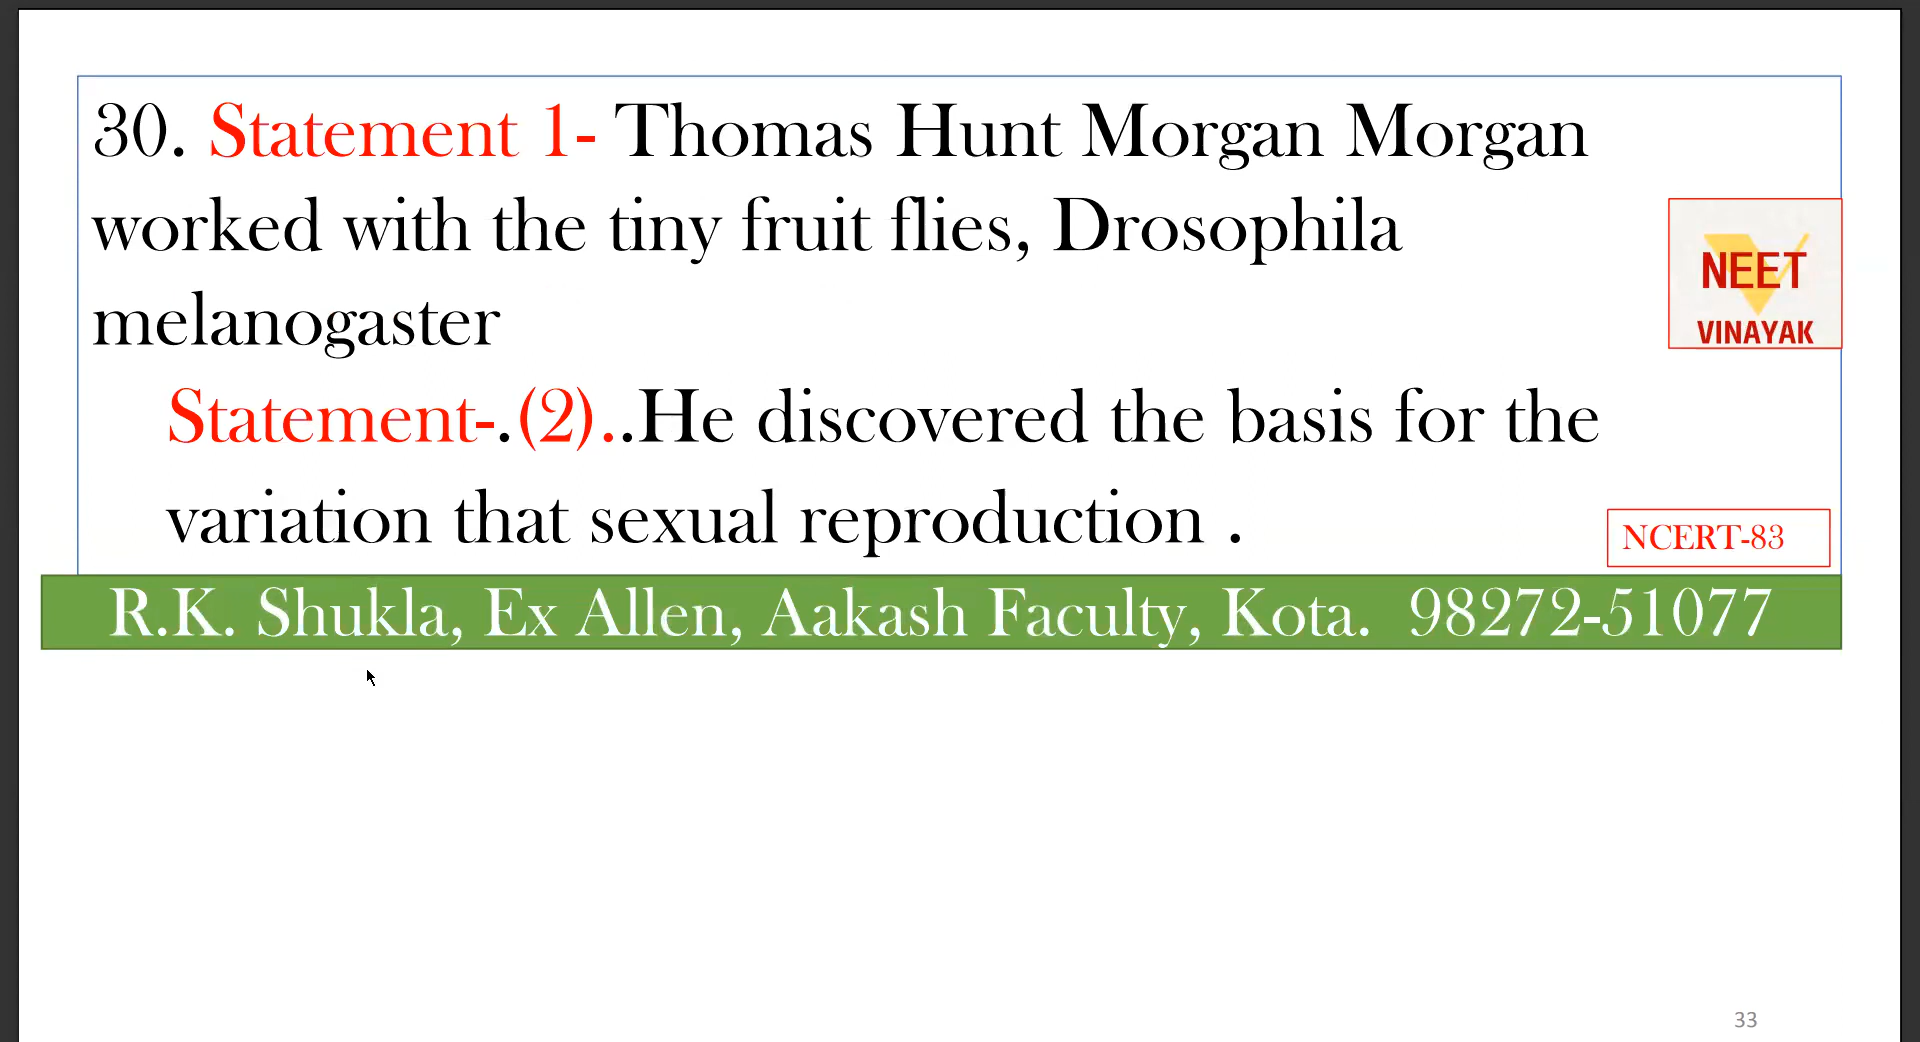 30. Statement 1- Thomas Hunt Morgan Morgan
worked with the tiny fruit flies, Drosophila
melanogaster
NEET
VINAYAK
Statement-.(2)..He discovered the basis for the
variation that sexual reproduction .
NCERT-83
R.K. Shukla, Ex Allen, Aakash Faculty, Kota. 98272-51077
33